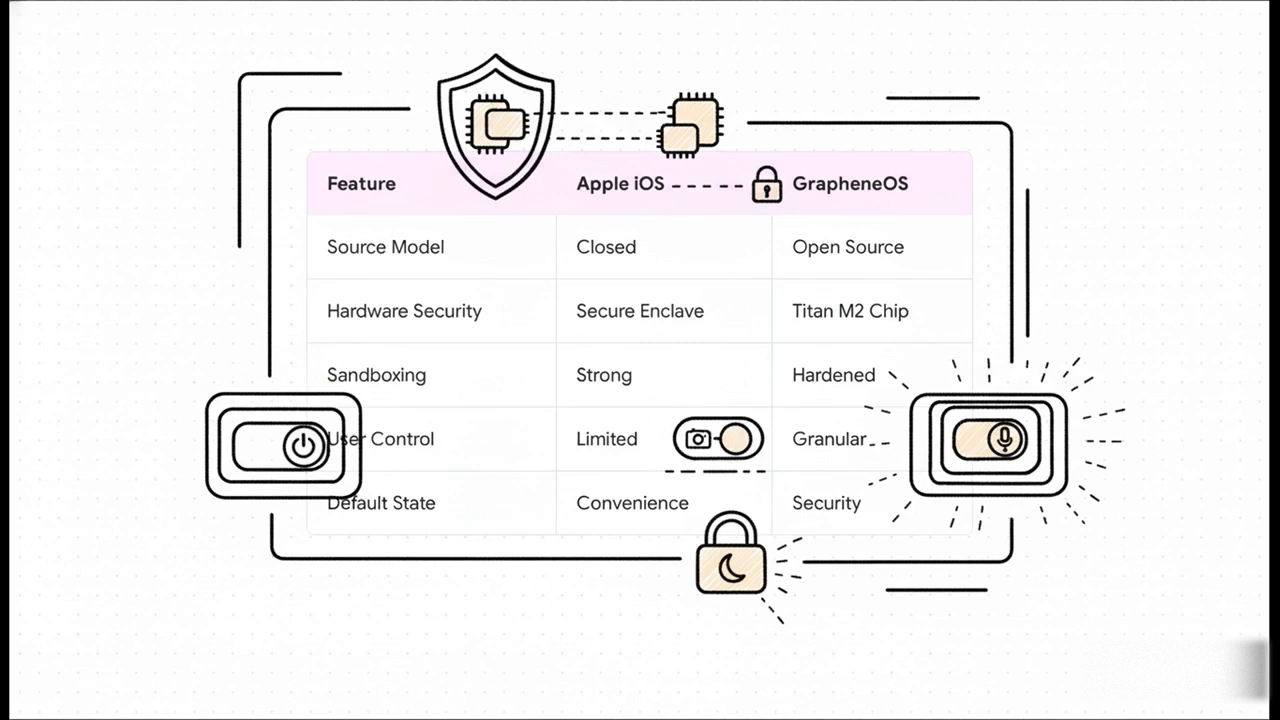 Feature Apple iOS GrapheneOS
Source Model Closed Open Source
Hardware Security Secure Enclave Titan M2 Chip
Sandboxing Strong Hardened
User Control Limited Granular
Default State Convenience Security